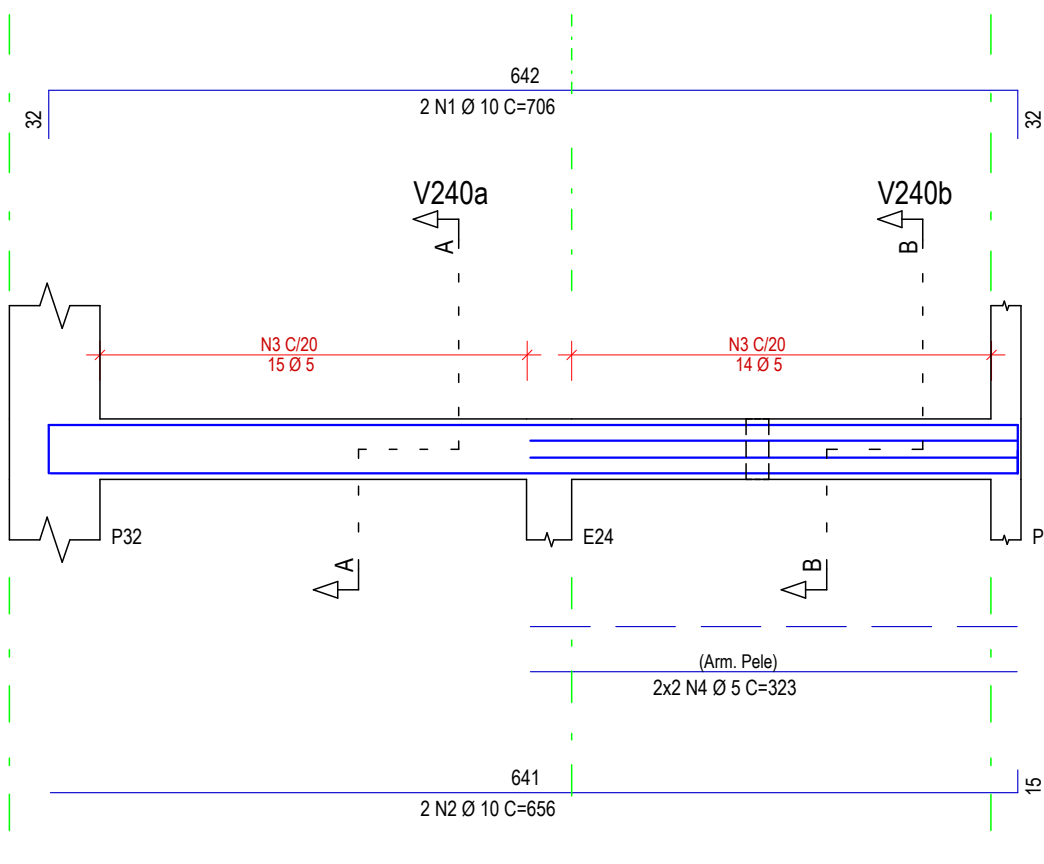 642
2 N1 Ø 10 C=706
32
32
V240a
V240b
A
B
N3 C/20
15 Ø 5
N3 C/20
14 Ø 5
P32
E24
P
A
B
(Arm. Pele)
2x2 N4 Ø 5 C=323
641
2 N2 Ø 10 C=656
15